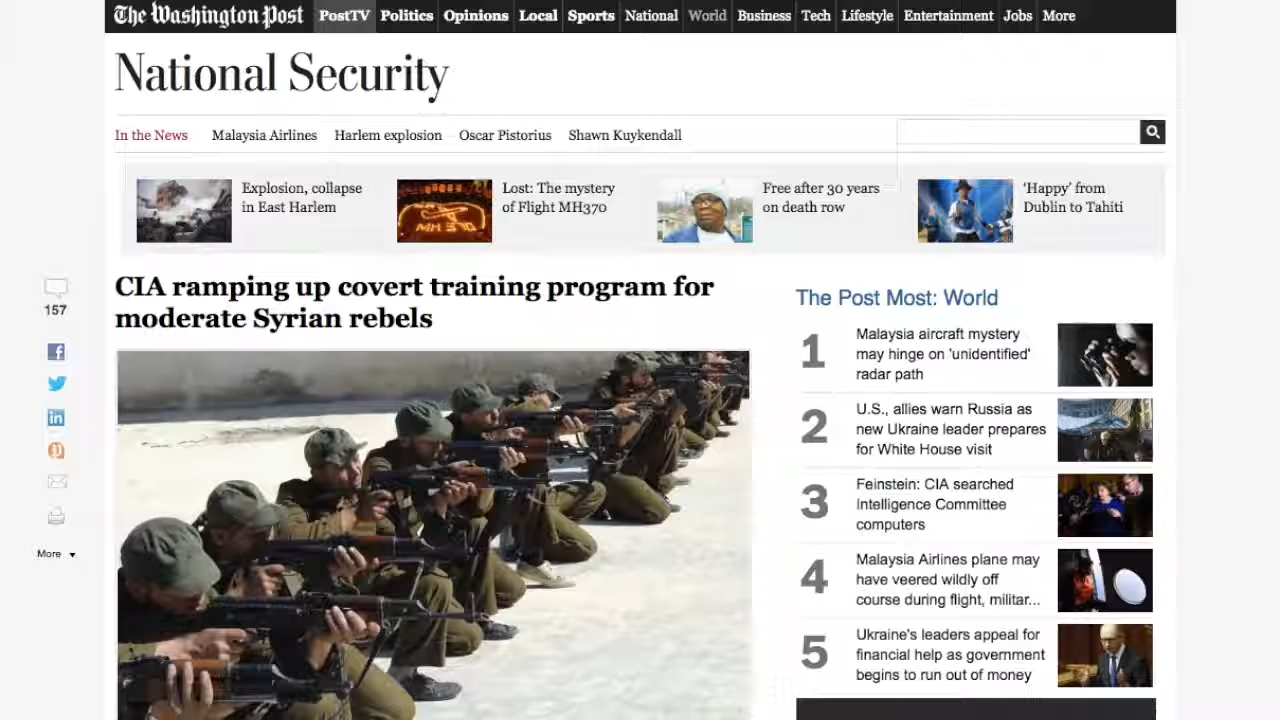 The Washington Post PostTV Politics Opinions Local Sports National World Business Tech Lifestyle Entertainment Jobs More
National Security
In the News Malaysia Airlines Harlem explosion Oscar Pistorius Shawn Kuykendall
Explosion, collapse
in East Harlem
MH 370
Lost: The mystery
of Flight MH370
Free after 30 years
on death row
'Happy' from
Dublin to Tahiti
157
More
CIA ramping up covert training program for
moderate Syrian rebels
The Post Most: World
1
Malaysia aircraft mystery
may hinge on 'unidentified'
radar path
2
U.S., allies warn Russia as
new Ukraine leader prepares
for White House visit
3
Feinstein: CIA searched
Intelligence Committee
computers
4
Malaysia Airlines plane may
have veered wildly off
course during flight, militar...
5
Ukraine's leaders appeal for
financial help as government
begins to run out of money